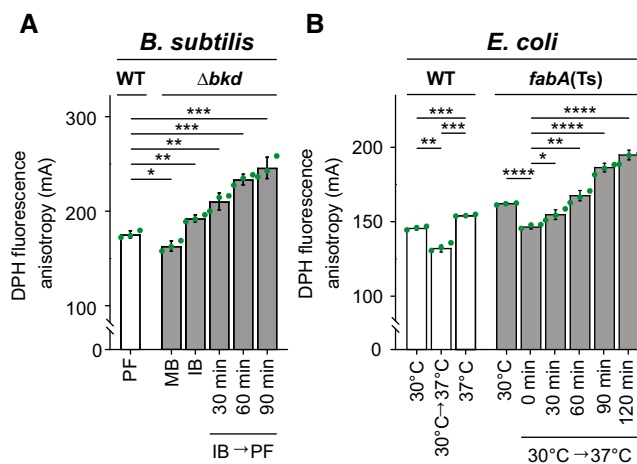 A
B. subtilis
WT
Δbkd
DPH fluorescence
anisotropy (mA)
300
200
100
0
***
***
**
**
*
PF
MB
IB
30 min
60 min
90 min
IB→PF
B
E. coli
WT
fabA(Ts)
DPH fluorescence
anisotropy (mA)
200
150
100
0
***
**
***
****
****
**
*
****
30°C
30°C→37°C
37°C
30°C
0 min
30 min
60 min
90 min
120 min
30°C→37°C